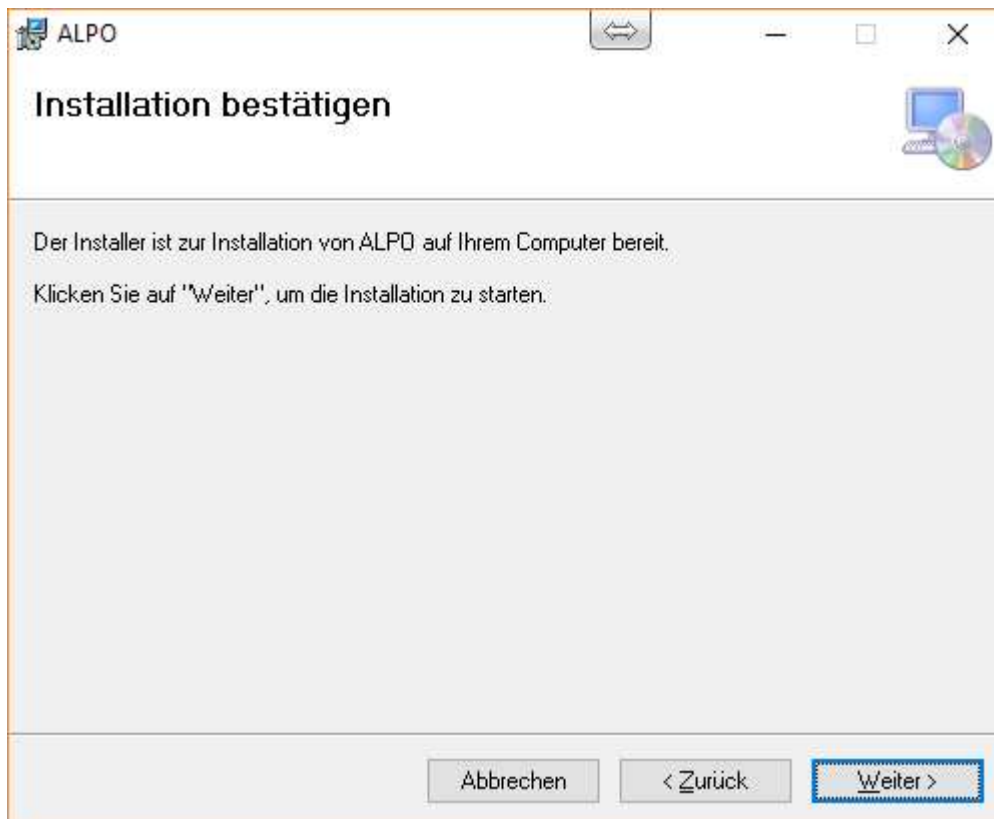 ALPO
Installation bestätigen
Der Installer ist zur Installation von ALPO auf Ihrem Computer bereit.
Klicken Sie auf "Weiter", um die Installation zu starten.
Abbrechen
< Zurück
Weiter >